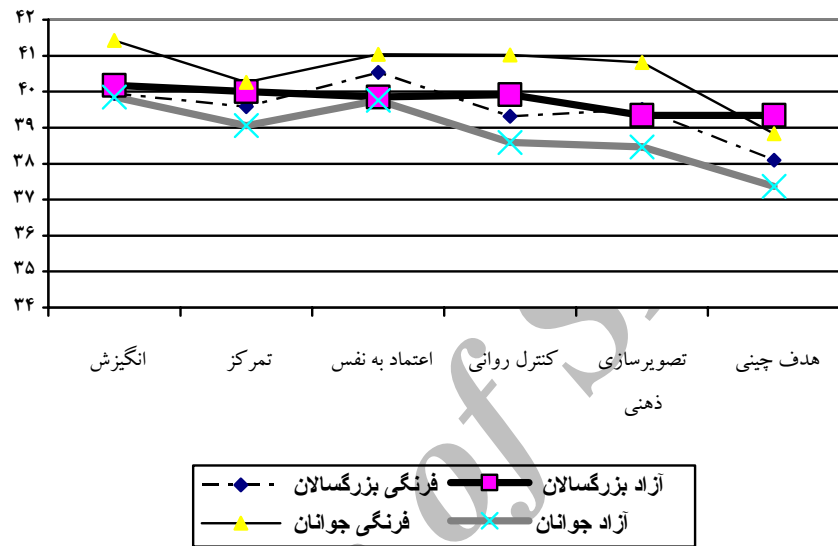 ۴۲
۴۱
۴۰
۳۹
۳۸
۳۷
۳۶
۳۵
۳۴
انگیزش تمرکز اعتماد به نفس کنترل روانی تصویرسازی هدف چینی
ذهنی
فرنگی بزرگسالان آزاد بزرگسالان
فرنگی جوانان آزاد جوانان
of S